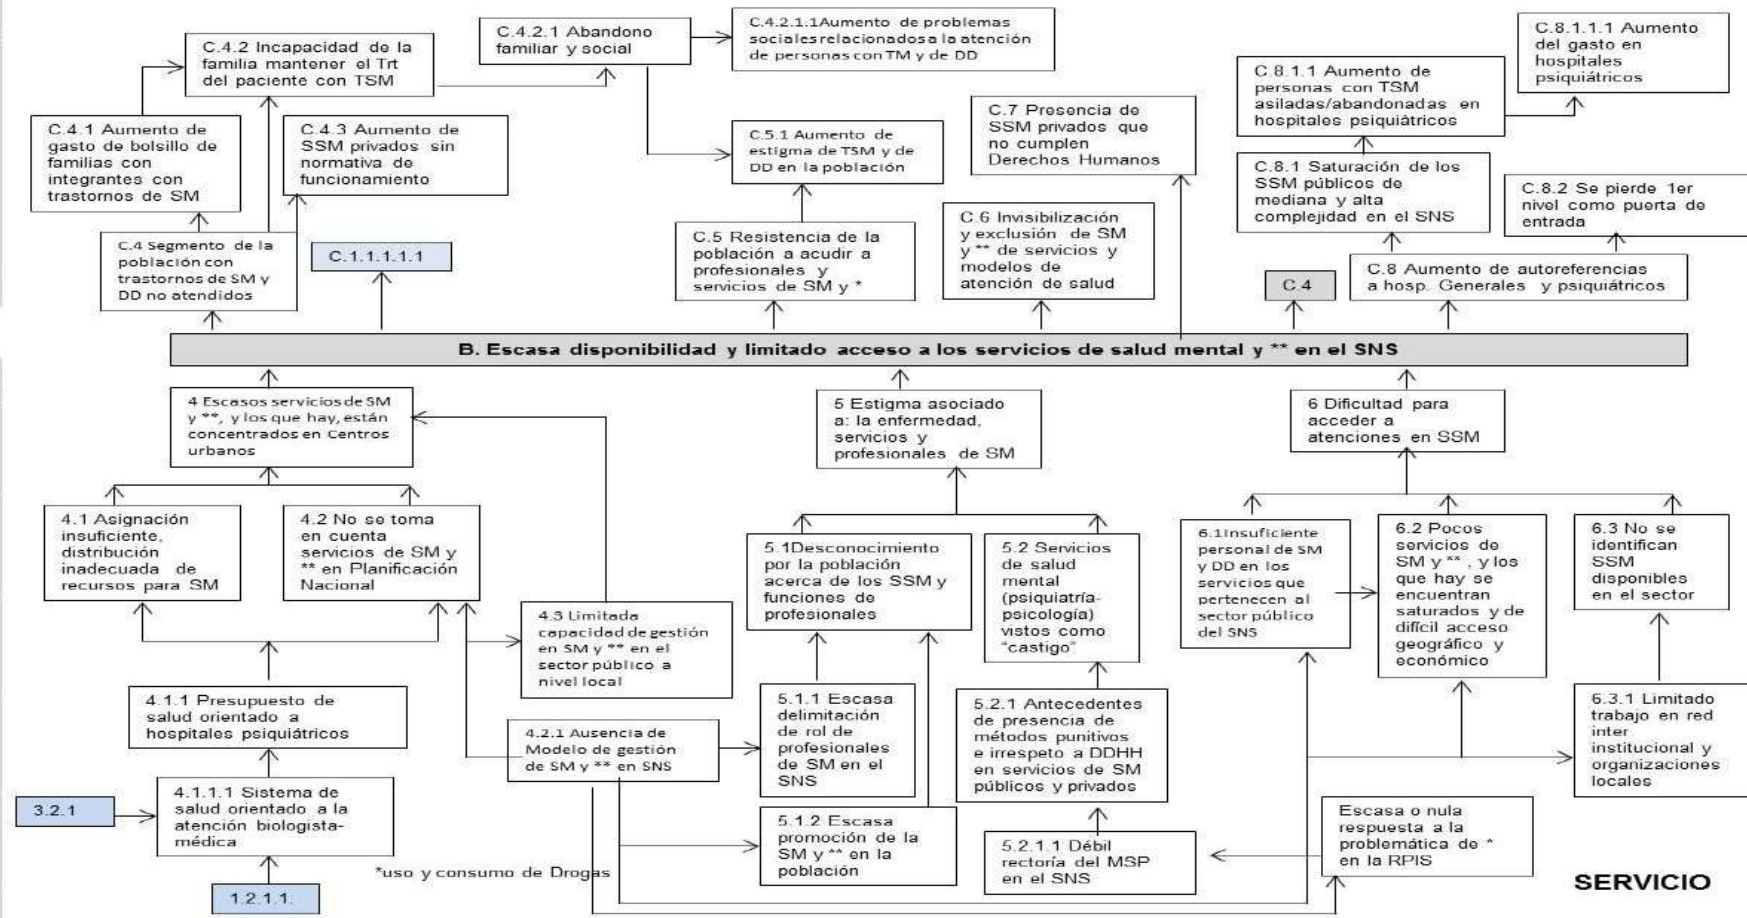 C.4.2 Incapacidad de la
familia mantener el Trt
del paciente con TSM
C.4.2.1 Abandono
familiar y social
C.4.2.1.1Aumento de problemas
sociales relacionados a la atención
de personas con TM y de DD
C.8.1.1.1 Aumento
del gasto en
hospitales
psiquiátricos
C.8.1.1 Aumento de
personas con TSM
asiladas/abandonadas en
hospitales psiquiàtricos
C.4.1 Aumento de
gasto de bolsillo de
familias con
integrantes con
trastornos de SM
C.4.3 Aumento de
SSM privados sin
normativa de
funcionamiento
C.5.1 Aumento de
estigma de TSM y de
DD en la población
C.7 Presencia de
SSM privados que
no cumplen
Derechos Humanos
C.8.1 Saturación de los
SSM públicos de
mediana y alta
complejidad en el SNS
C.8.2 Se pierde 1er
nivel como puerta de
entrada
C.4 Segmento de la
población con
trastornos de SM y
DD no atendidos
C.1.1.1.1.1
C.5 Resistencia de la
población a acudir a
profesionales y
servicios de SM y *
C.6 Invisibilización
y exclusión de SM
y ** de servicios y
modelos de
atención de salud
C.4
C.8 Aumento de autoreferencias
a hosp. Generales y psiquiátricos
B. Escasa disponibilidad y limitado acceso a los servicios de salud mental y ** en el SNS
4 Escasos servicios de SM
y **, y los que hay, están
concentrados en Centros
urbanos
5 Estigma asociado
a: la enfermedad,
servicios y
profesionales de SM
6 Dificultad para
acceder a
atenciones en SSM
4.1 Asignación
insuficiente,
distribución
inadecuada de
recursos para SM
4.2 No se toma
en cuenta
servicios de SM y
** en Planificación
Nacional
4.3 Limitada
capacidad de gestión
en SM y ** en el
sector público a
nivel local
5.1Desconocimiento
por la población
acerca de los SSM y
funciones de
profesionales
5.2 Servicios
de salud
mental
(psiquiatría-
psicología)
vistos como
"castigo"
6.1Insuficiente
personal de SM
y DD en los
servicios que
pertenecen al
sector público
del SNS
6.2 Pocos
servicios de
SM y ** , y los
que hay se
encuentran
saturados y de
difícil acceso
geográfico y
económico
6.3 No se
identifican
SSM
disponibles
en el sector
4.1.1 Presupuesto de
salud orientado a
hospitales psiquiátricos
4.2.1 Ausencia de
Modelo de gestión
de SM y ** en SNS
5.1.1 Escasa
delimitación
de rol de
profesionales
de SM en el
SNS
5.2.1 Antecedentes
de presencia de
métodos punitivos
e irrespeto a DDHH
en servicios de SM
públicos y privados
6.3.1 Limitado
trabajo en red
inter
institucional y
organizaciones
locales
3.2.1
4.1.1.1 Sistema de
salud orientado a la
atención biologista-
médica
5.1.2 Escasa
promoción de la
SM y ** en la
población
5.2.1.1 Débil
rectoría del MSP
en el SNS
Escasa o nula
respuesta a la
problemática de *
en la RPIS
*uso y consumo de Drogas
1.2.1.1.
SERVICIO